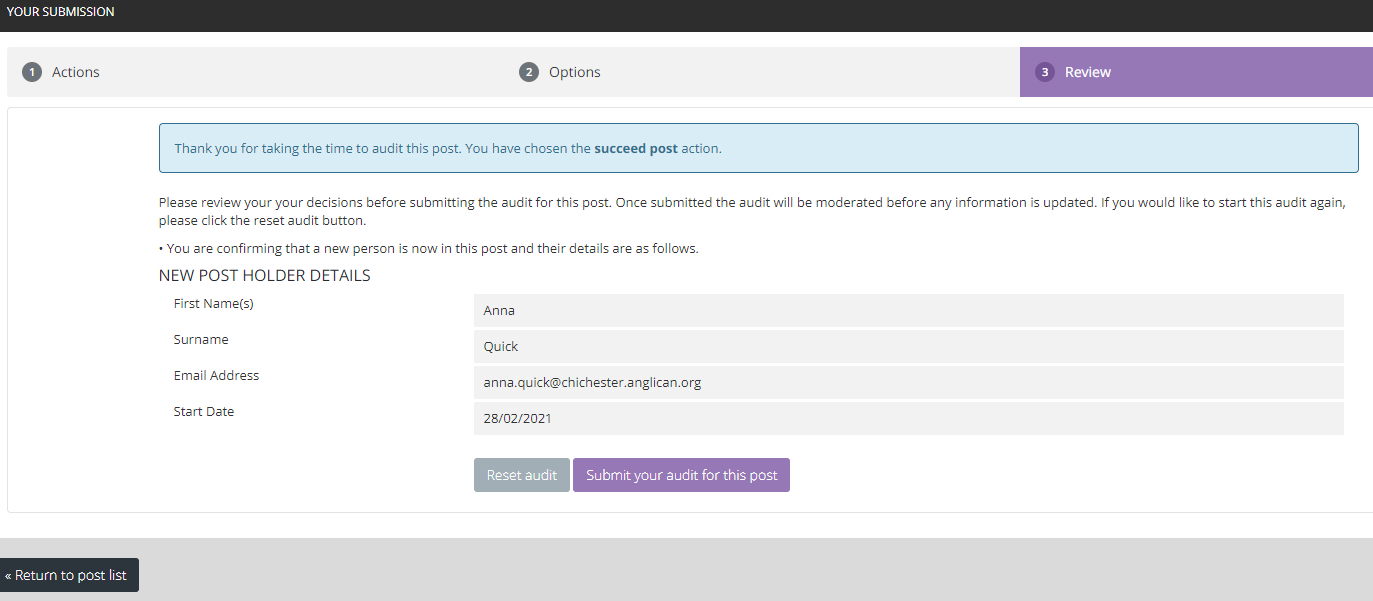 YOUR SUBMISSION
1 Actions
2 Options
3 Review
Thank you for taking the time to audit this post. You have chosen the succeed post action.
Please review your your decisions before submitting the audit for this post. Once submitted the audit will be moderated before any information is updated. If you would like to start this audit again,
please click the reset audit button.
• You are confirming that a new person is now in this post and their details are as follows.
NEW POST HOLDER DETAILS
First Name(s) Anna
Surname Quick
Email Address anna.quick@chichester.anglican.org
Start Date 28/02/2021
Reset audit Submit your audit for this post
« Return to post list